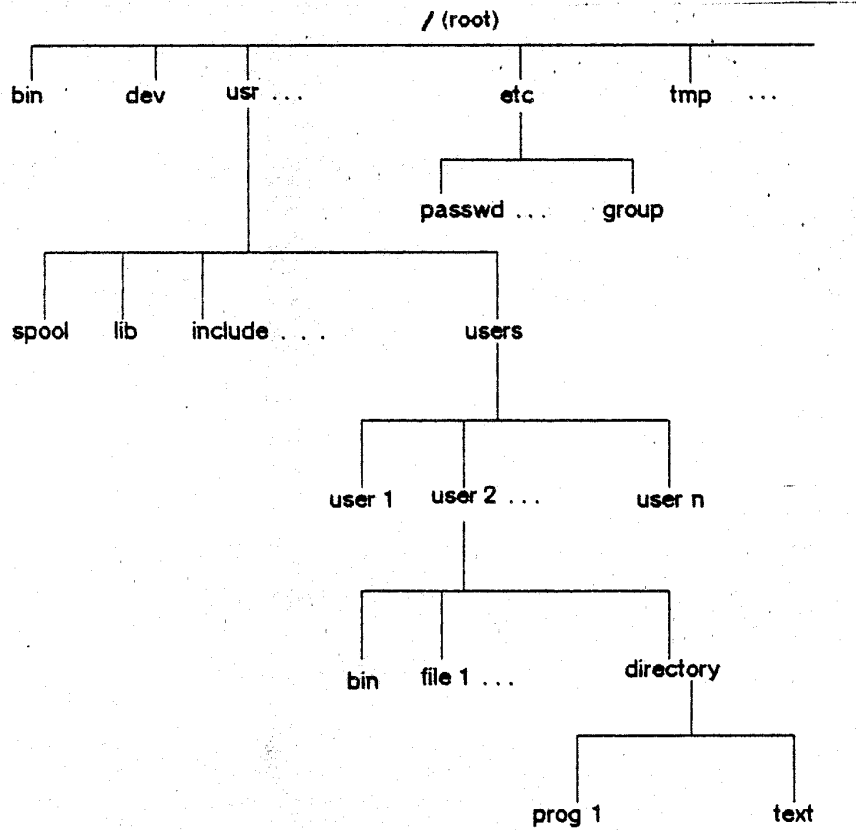 / (root)
bin dev usr . . . etc tmp . . .
passwd . . . group
spool lib include . . . users
user 1 user 2 . . . user n
bin file 1 . . . directory
prog 1 text